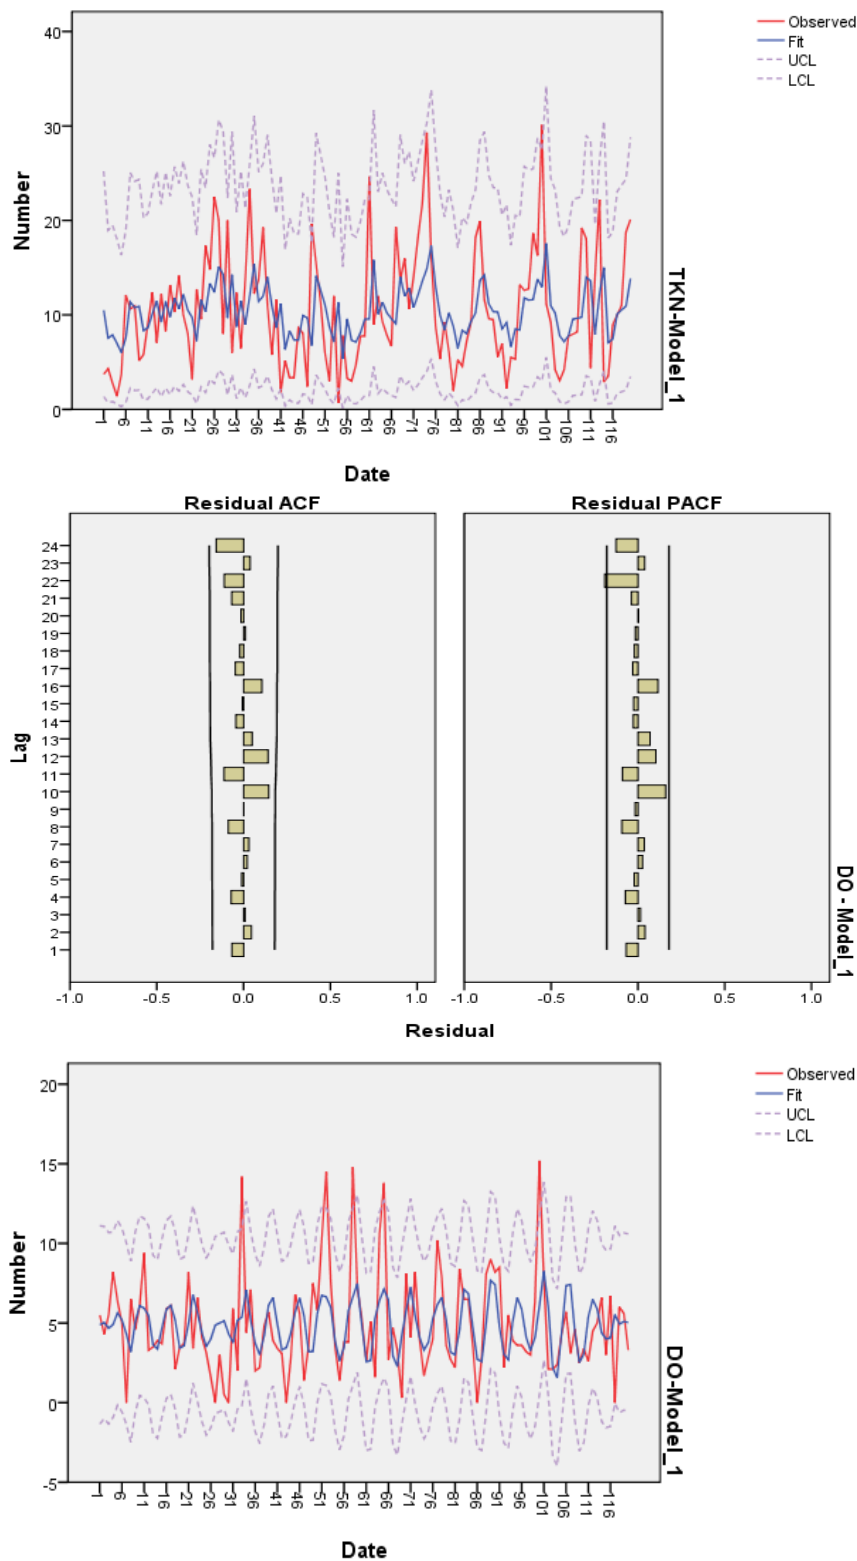 Observed
Fit
UCL
LCL
40
30
20
10
0
Number
1 6 11 16 21 26 31 36 41 46 51 56 61 66 71 76 81 86 91 96 101 106 111 116
Date
TKN-Model_1
Residual ACF
Residual PACF
24
23
22
21
20
19
18
17
16
15
14
13
12
11
10
9
8
7
6
5
4
3
2
1
Lag
-1.0 -0.5 0.0 0.5 1.0
-1.0 -0.5 0.0 0.5 1.0
Residual
DO - Model_1
Observed
Fit
UCL
LCL
20
15
10
5
0
-5
Number
1 6 11 16 21 26 31 36 41 46 51 56 61 66 71 76 81 86 91 96 101 106 111 116
Date
DO-Model_1